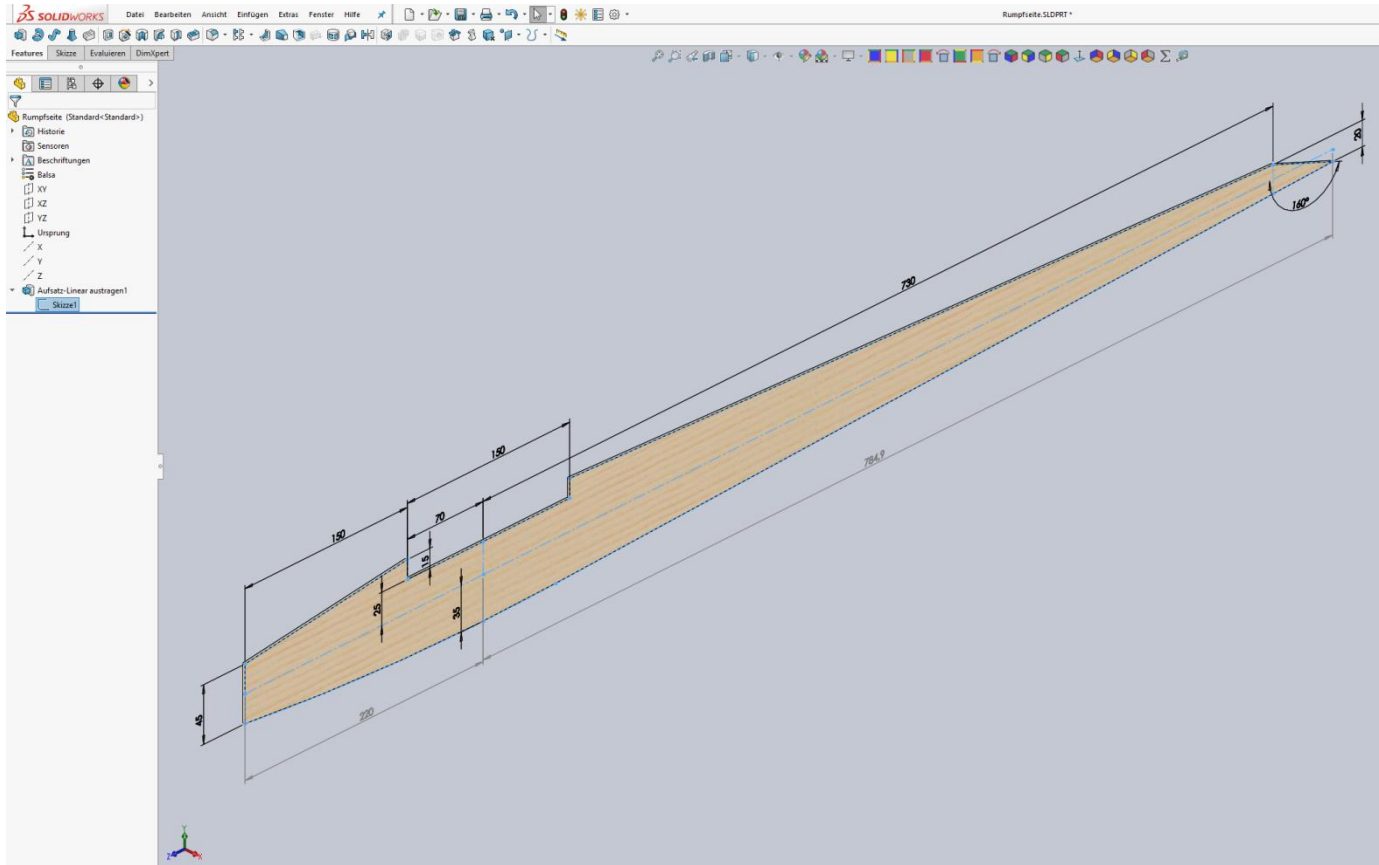 SOLIDWORKS
Datei Bearbeiten Ansicht Einfügen Extras Fenster Hilfe
Rumpfseite.SLDPRT *
Features Skizze Evaluieren DimXpert
Rumpfseite (Standard<Standard>)
Historie
Sensoren
Beschriftungen
Balsa
XY
XZ
YZ
Ursprung
X
Y
Z
Aufsatz-Linear austragen1
Skizze1
20
160°
730
784,9
150
70
150
15
25
35
45
220
Y
Z
X